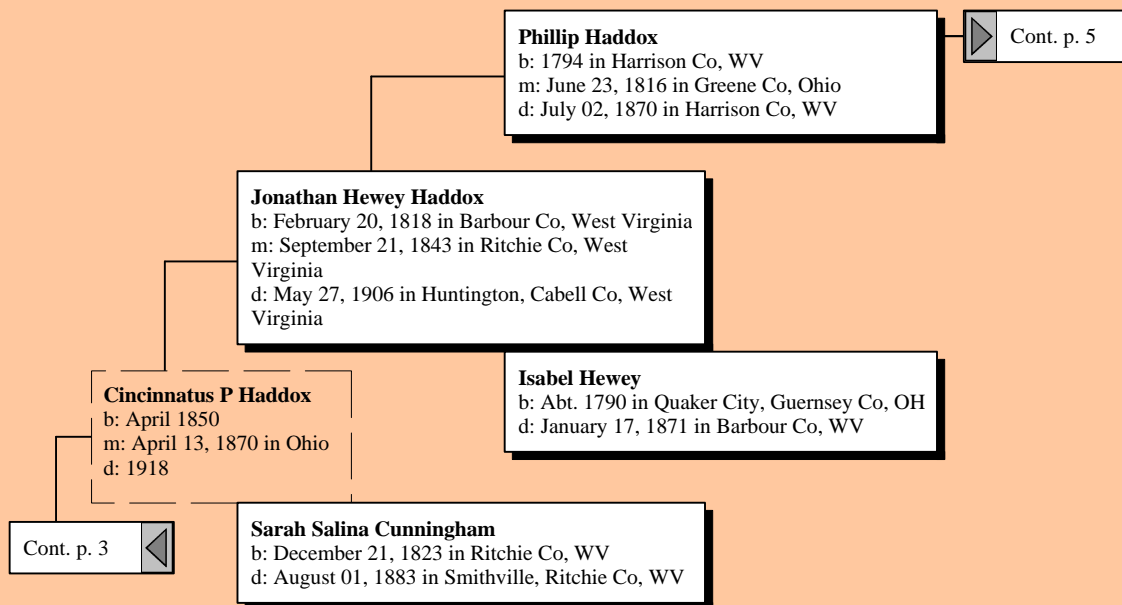 Phillip Haddox
b: 1794 in Harrison Co, WV
m: June 23, 1816 in Greene Co, Ohio
d: July 02, 1870 in Harrison Co, WV
Cont. p. 5
Jonathan Hewey Haddox
b: February 20, 1818 in Barbour Co, West Virginia
m: September 21, 1843 in Ritchie Co, West
Virginia
d: May 27, 1906 in Huntington, Cabell Co, West
Virginia
Isabel Hewey
b: Abt. 1790 in Quaker City, Guernsey Co, OH
d: January 17, 1871 in Barbour Co, WV
Cincinnatus P Haddox
b: April 1850
m: April 13, 1870 in Ohio
d: 1918
Cont. p. 3
Sarah Salina Cunningham
b: December 21, 1823 in Ritchie Co, WV
d: August 01, 1883 in Smithville, Ritchie Co, WV